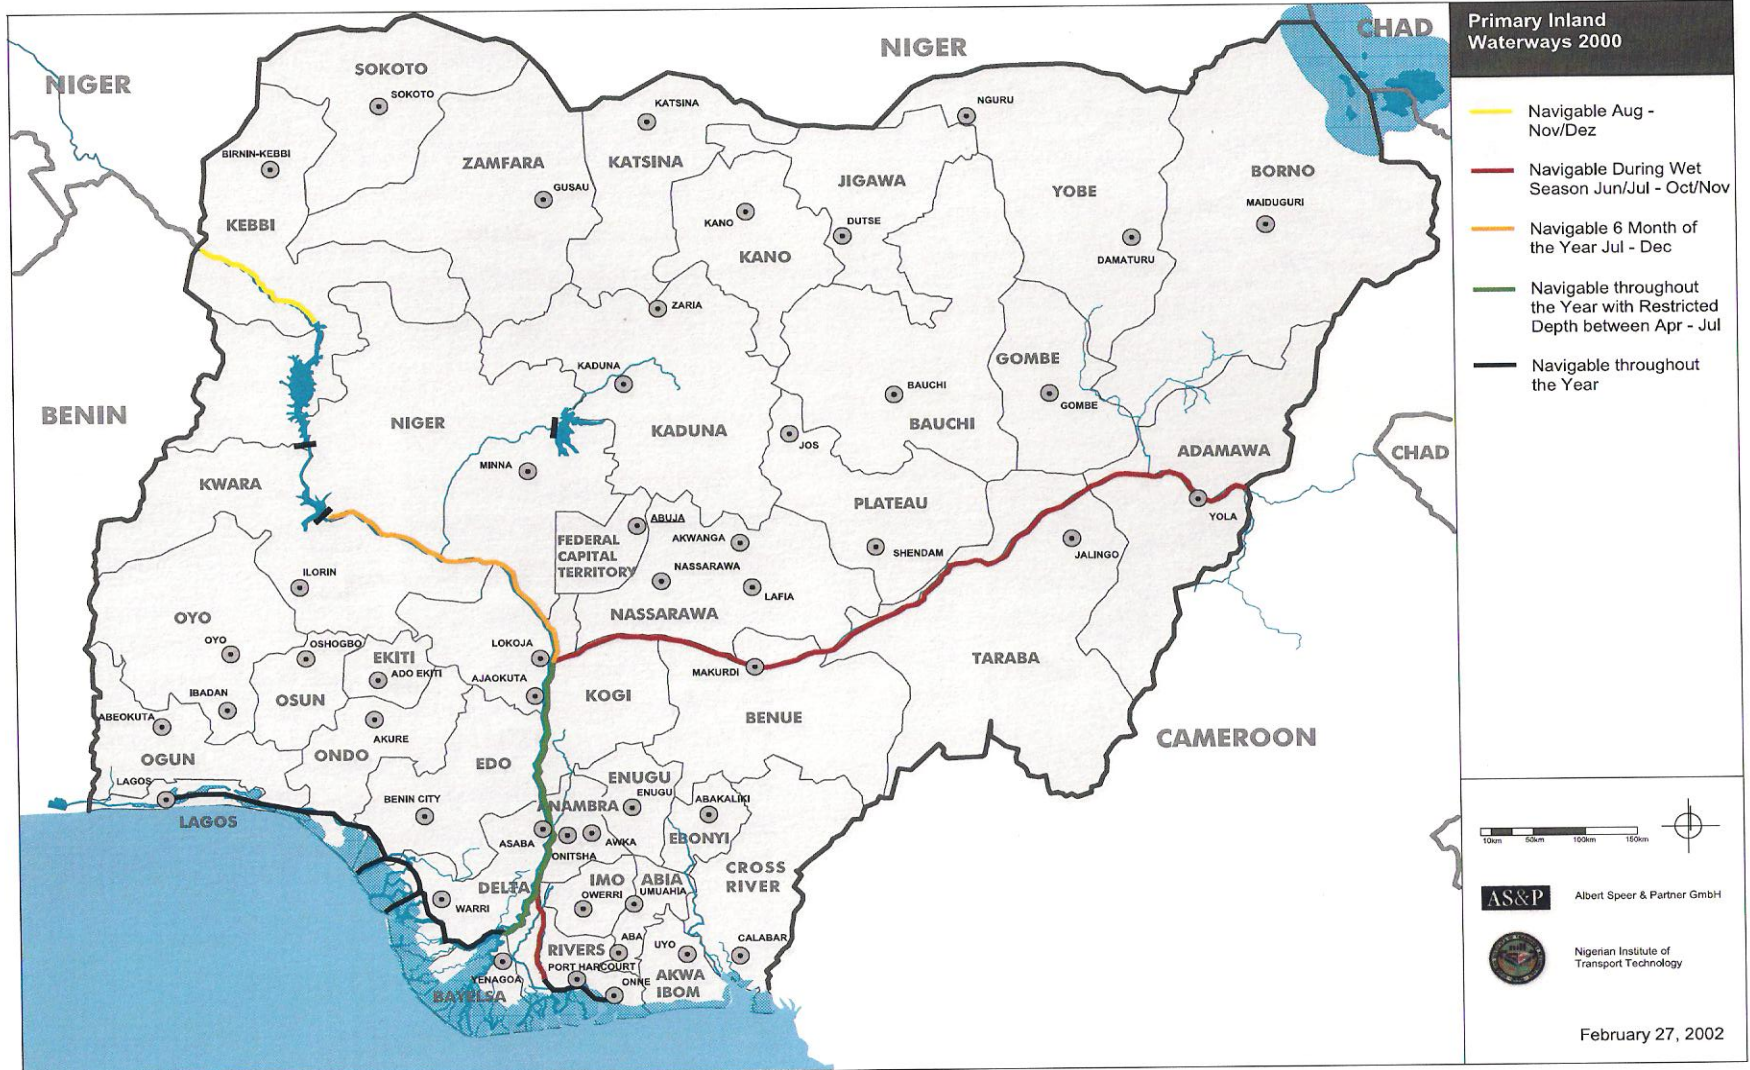 Primary Inland
Waterways 2000
Navigable Aug -
Nov/Dez
Navigable During Wet
Season Jun/Jul - Oct/Nov
Navigable 6 Month of
the Year Jul - Dec
Navigable throughout
the Year with Restricted
Depth between Apr - Jul
Navigable throughout
the Year
10km 50km 100km 150km
AS&P
Albert Speer & Partner GmbH
Nigerian Institute of
Transport Technology
February 27, 2002
NIGER
CHAD
NIGER
SOKOTO
SOKOTO
KATSINA
NGURU
BIRNIN-KEBBI
ZAMFARA
KATSINA
GUSAU
JIGAWA
YOBE
BORNO
MAIDUGURI
KEBBI
KANO
DUTSE
KANO
DAMATURU
ZARIA
KADUNA
GOMBE
BAUCHI
GOMBE
BENIN
NIGER
KADUNA
BAUCHI
JOS
ADAMAWA
CHAD
MINNA
KWARA
PLATEAU
YOLA
ABUJA
FEDERAL
CAPITAL
TERRITORY
AKWANGA
SHENDAM
JALINGO
NASSARAWA
ILORIN
LAFIA
NASSARAWA
OYO
OYO
OSHOGBO
EKITI
ADO EKITI
LOKOJA
AJAOKUTA
MAKURDI
TARABA
IBADAN
OSUN
KOGI
BENUE
ABEOKUTA
AKURE
CAMEROON
OGUN
ONDO
EDO
LAGOS
LAGOS
BENIN CITY
ENUGU
ENUGU
ANAMBRA
ABAKALIKI
ASABA
ONITSHA
AWKA
EBONYI
CROSS
RIVER
DELTA
IMO
ABIA
OWERRI
UMUAHIA
WARRI
RIVERS
ABA
UYO
CALABAR
PORT HARCOURT
YENAGOA
ONNE
AKWA
IBOM
BAYELSA